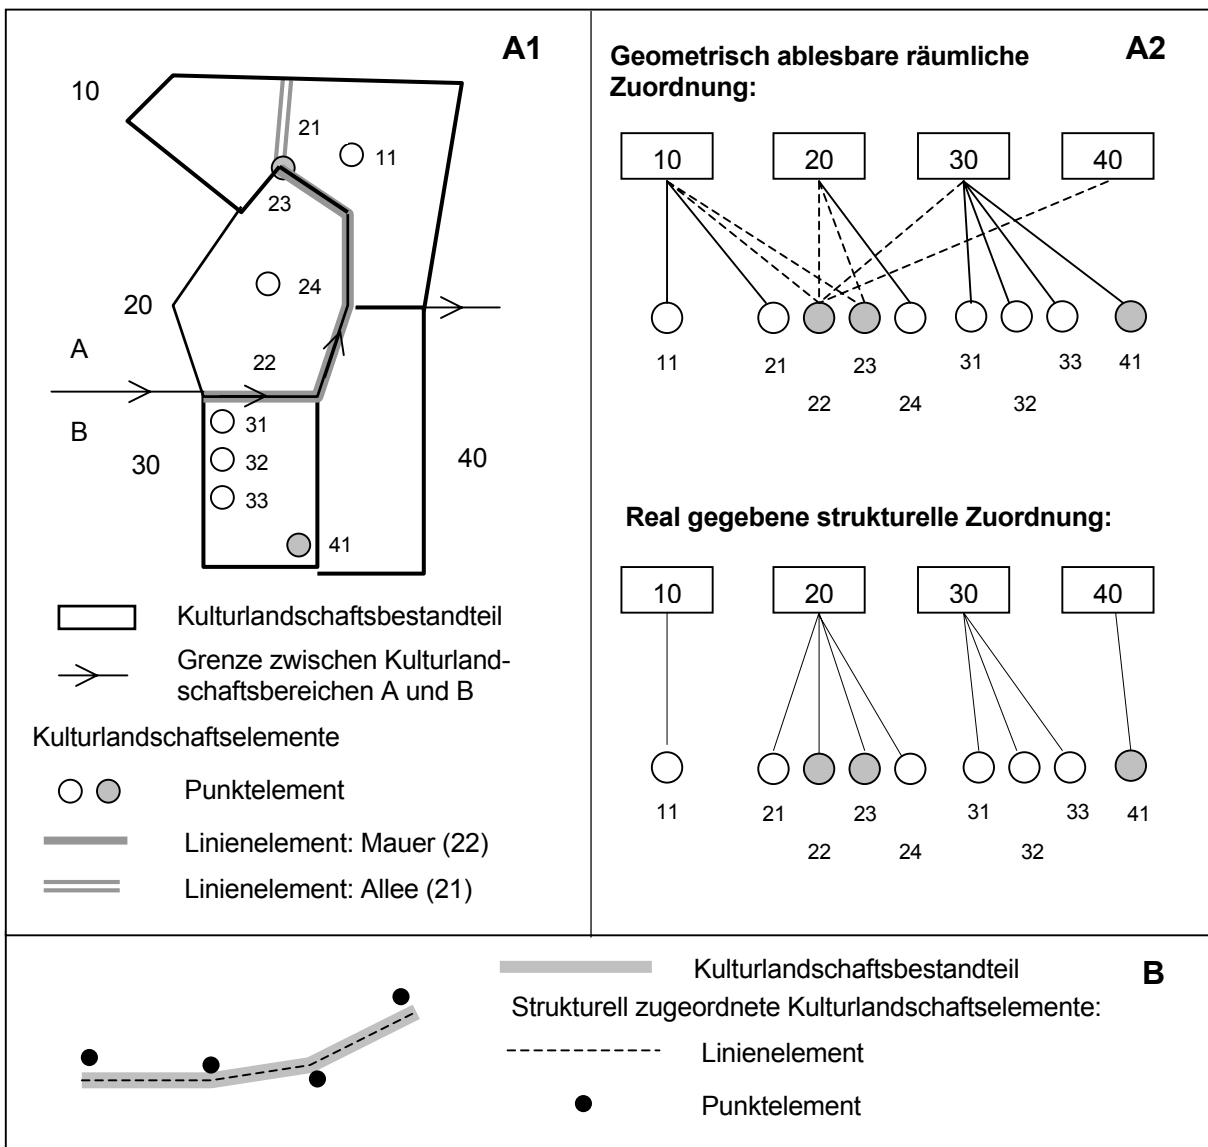 A1
10
21
11
23
24
20
A
22
B
31
30
32
40
33
41
Kulturlandschaftsbestandteil
Grenze zwischen Kulturland-
schaftsbereichen A und B
Kulturlandschaftselemente
Punktelement
Linienelement: Mauer (22)
Linienelement: Allee (21)
A2
Geometrisch ablesbare räumliche
Zuordnung:
10 20 30 40
11 21 23 31 33 41
22 24 32
Real gegebene strukturelle Zuordnung:
10 20 30 40
11 21 23 31 33 41
22 24 32
B
Kulturlandschaftsbestandteil
Strukturell zugeordnete Kulturlandschaftselemente:
Linienelement
Punktelement